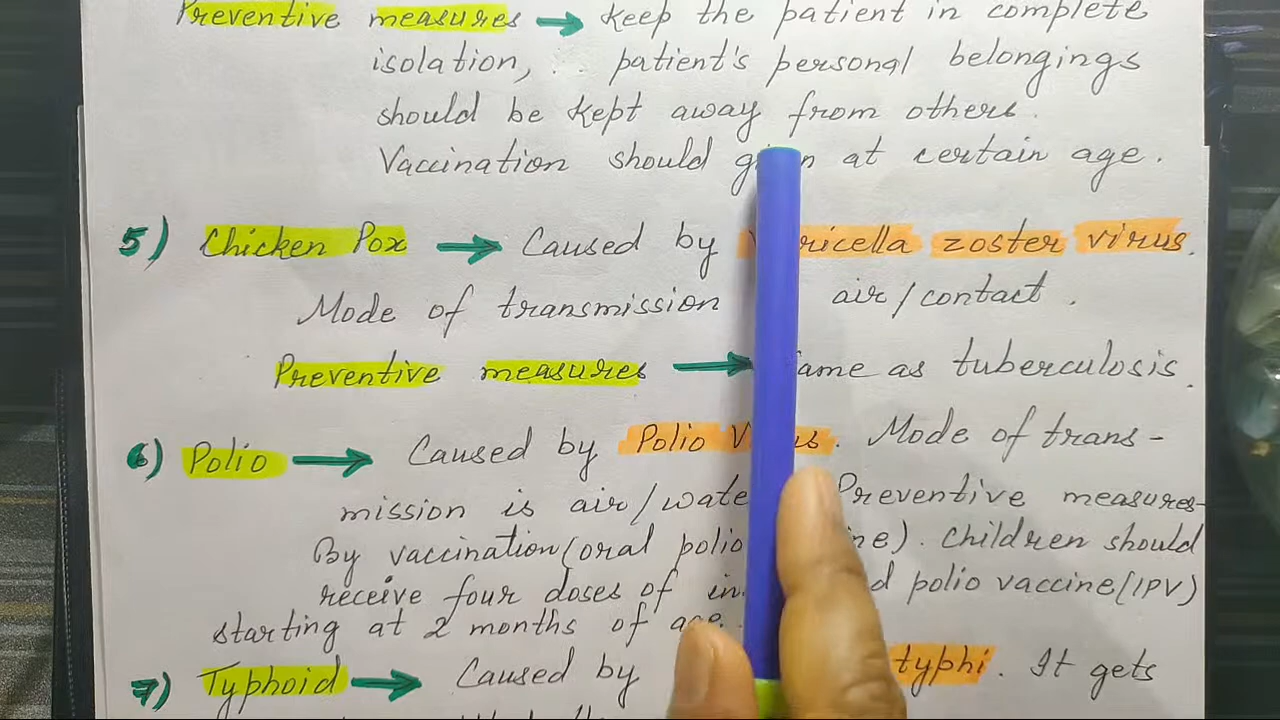 Preventive measures → Keep the patient in complete
isolation, .. patient's personal belongings
should be kept away from others.
Vaccination should at certain age.
5) Chicken Pox → Caused by zoster virus.
Mode of transmission air/contact.
Preventive measures → as tuberculosis.
6) Polio → Caused by Polio. Mode of trans-
mission is air/ Preventive measures-
By vaccination (oral polio). Children should
receive four doses of polio vaccine (IPV)
starting at 2 months of age.
7) Typhoid → Caused by typhi. It gets